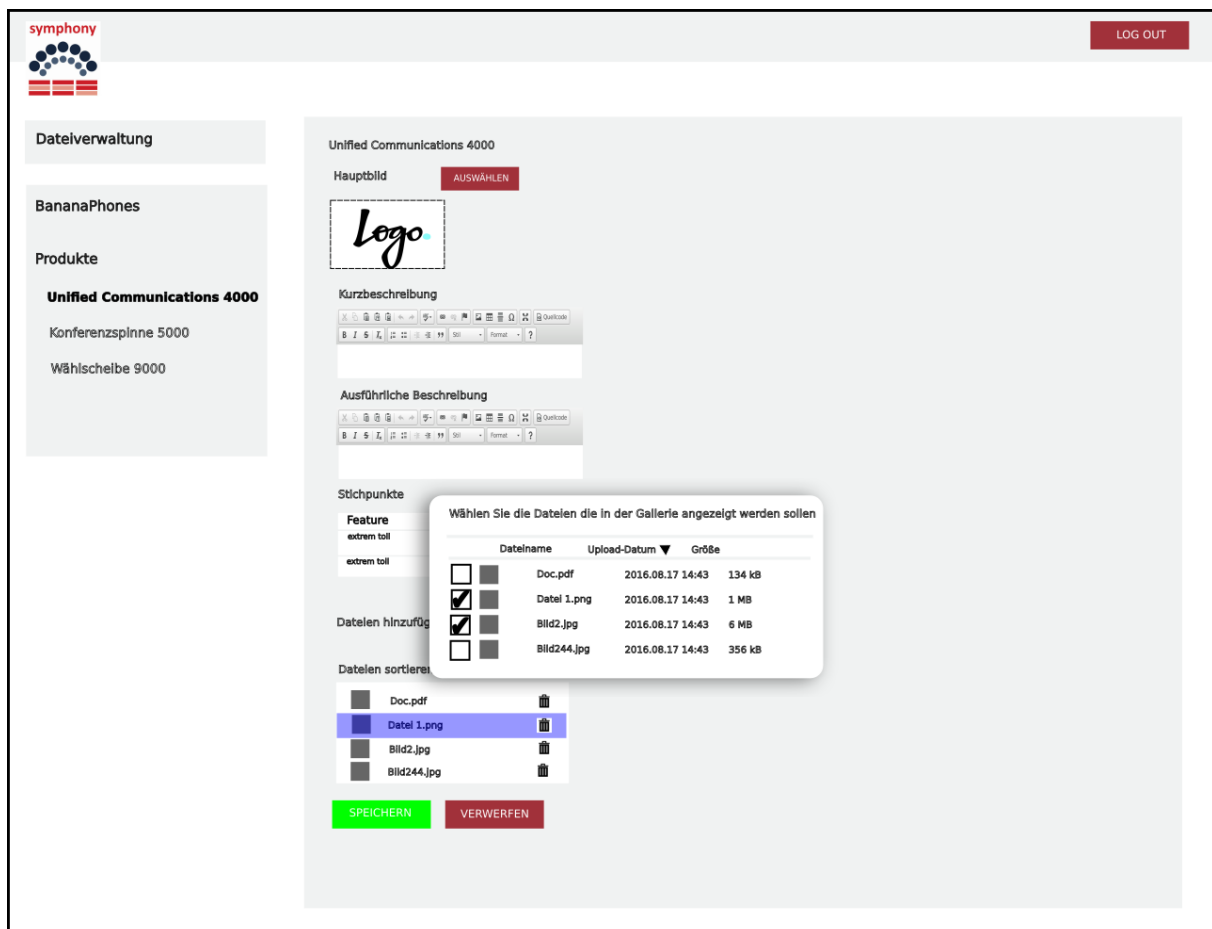 symphony
LOG OUT
Dateiverwaltung
BananaPhones
Produkte
Unified Communications 4000
Konferenzspinne 5000
Wählscheibe 9000
Unified Communications 4000
Hauptbild AUSWÄHLEN
Logo.
Kurzbeschreibung
Quellcode
B I S Tx Stil Format ?
Ausführliche Beschreibung
Quellcode
B I S Tx Stil Format ?
Stichpunkte
Feature
extrem toll
extrem toll
Dateien hinzufüg
Dateien sortieren
Wählen Sie die Dateien die in der Gallerie angezeigt werden sollen
Dateiname Upload-Datum ▼ Größe
Doc.pdf 2016.08.17 14:43 134 kB
Datei 1.png 2016.08.17 14:43 1 MB
Bild2.jpg 2016.08.17 14:43 6 MB
Bild244.jpg 2016.08.17 14:43 356 kB
Doc.pdf
Datei 1.png
Bild2.jpg
Bild244.jpg
SPEICHERN VERWERFEN